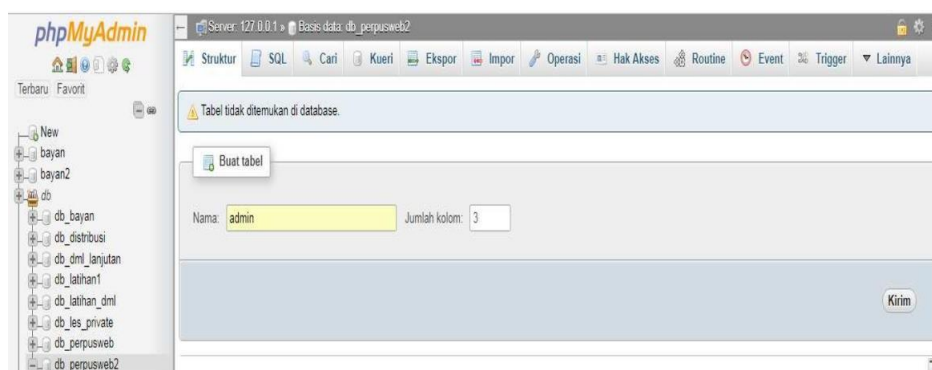 phpMyAdmin
Terbaru Favorit
New
bayan
bayan2
db
db_bayan
db_distribusi
db_dml_lanjutan
db_latihan1
db_latihan_dml
db_les_private
db_perpusweb
db_perpusweb2
Server: 127.0.0.1 » Basis data: db_perpusweb2
Struktur SQL Cari Kueri Ekspor Impor Operasi Hak Akses Routine Event Trigger Lainnya
Tabel tidak ditemukan di database.
Buat tabel
Nama: admin Jumlah kolom: 3
Kirim